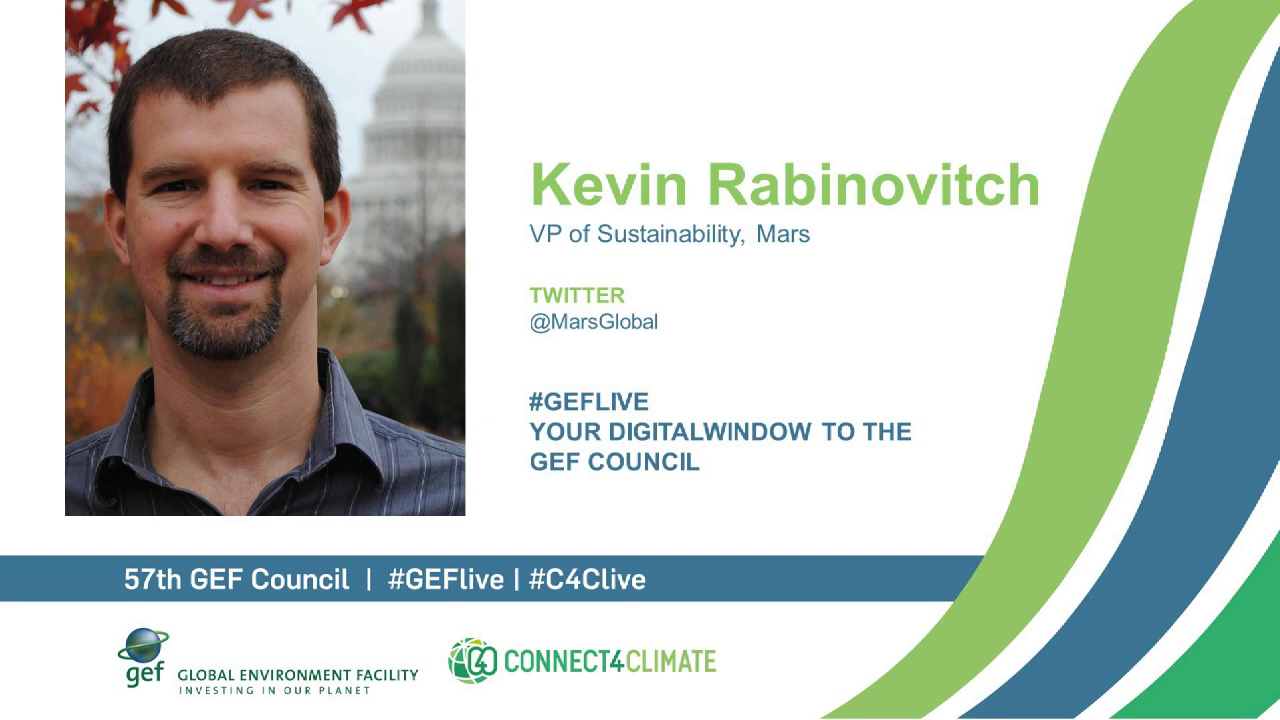 Kevin Rabinovitch
VP of Sustainability, Mars
TWITTER
@MarsGlobal
#GEFLIVE
YOUR DIGITALWINDOW TO THE
GEF COUNCIL
57th GEF Council | #GEFlive | #C4Clive
gef GLOBAL ENVIRONMENT FACILITY
INVESTING IN OUR PLANET
C4 CONNECT4CLIMATE